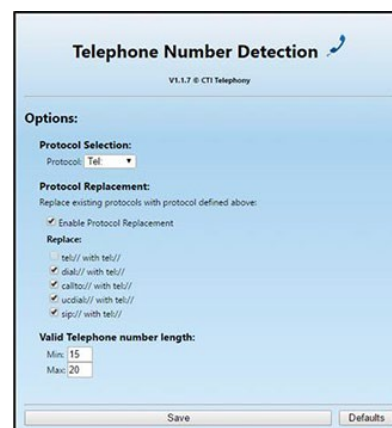 Telephone Number Detection
V1.1.7 © CTI Telephony
Options:
Protocol Selection:
Protocol: Tel:
Protocol Replacement:
Replace existing protocols with protocol defined above:
Enable Protocol Replacement
Replace:
tel:// with tel://
dial:// with tel://
callto:// with tel://
ucdial:// with tel://
sip:// with tel://
Valid Telephone number length:
Min: 15
Max: 20
Save Defaults